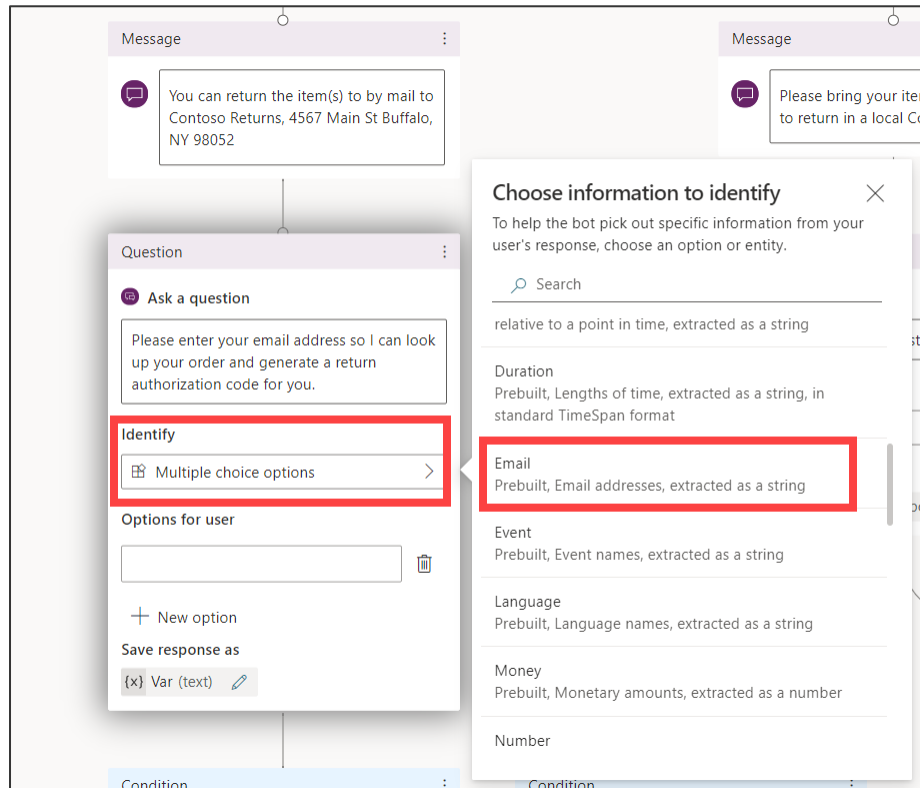 Message
You can return the item(s) to by mail to
Contoso Returns, 4567 Main St Buffalo,
NY 98052
Message
Please bring your
to return in a local
Question
Ask a question
Please enter your email address so I can look
up your order and generate a return
authorization code for you.
Identify
Multiple choice options
Options for user
New option
Save response as
{x} Var (text)
Condition
Choose information to identify
To help the bot pick out specific information from your
user's response, choose an option or entity.
Search
relative to a point in time, extracted as a string
Duration
Prebuilt, Lengths of time, extracted as a string, in
standard TimeSpan format
Email
Prebuilt, Email addresses, extracted as a string
Event
Prebuilt, Event names, extracted as a string
Language
Prebuilt, Language names, extracted as a string
Money
Prebuilt, Monetary amounts, extracted as a number
Number
Condition